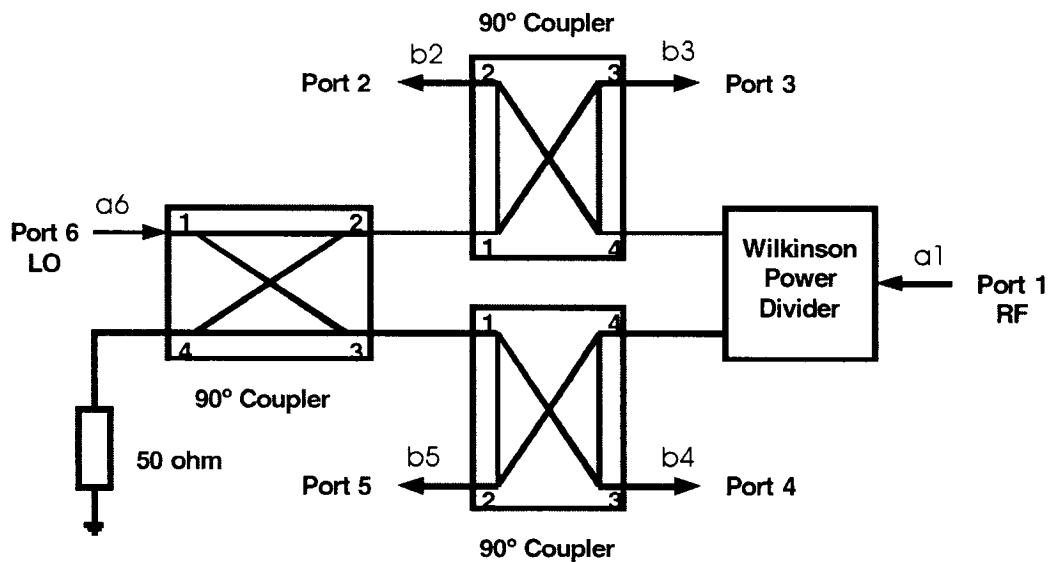 90° Coupler
b2
b3
Port 2
2
3
Port 3
a6
Port 6
LO
1
2
1
4
Wilkinson
Power
Divider
a1
Port 1
RF
4
3
1
4
90° Coupler
50 ohm
b5
b4
Port 5
2
3
Port 4
90° Coupler